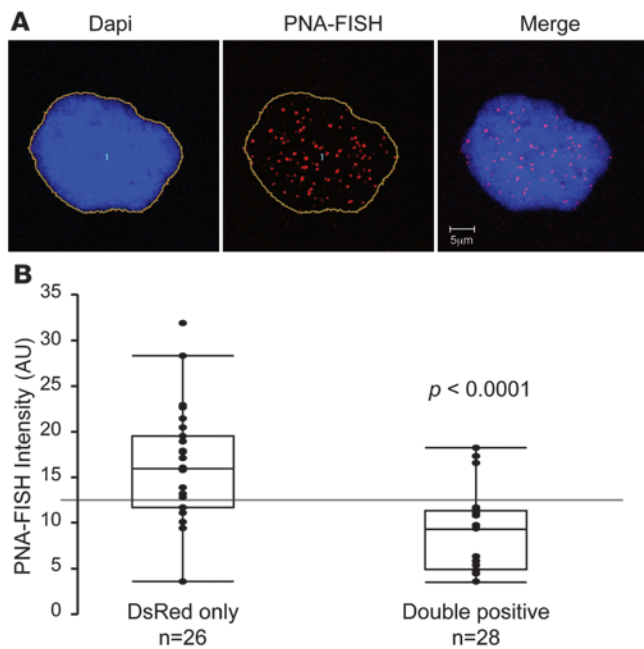 A
Dapi
PNA-FISH
Merge
1
1
5μm
B
PNA-FISH Intensity (AU)
35
30
25
20
15
10
5
0
p < 0.0001
DsRed only
n=26
Double positive
n=28